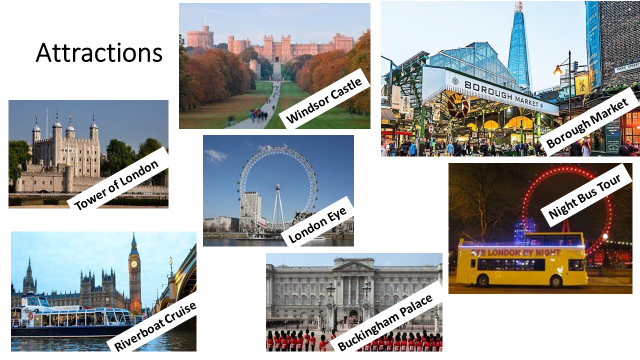 Attractions
Windsor Castle
BOROUGH MARKET
Borough Market
Tower of London
London Eye
Night Bus Tour
SEE LONDON BY NIGHT
Riverboat Cruise
Buckingham Palace